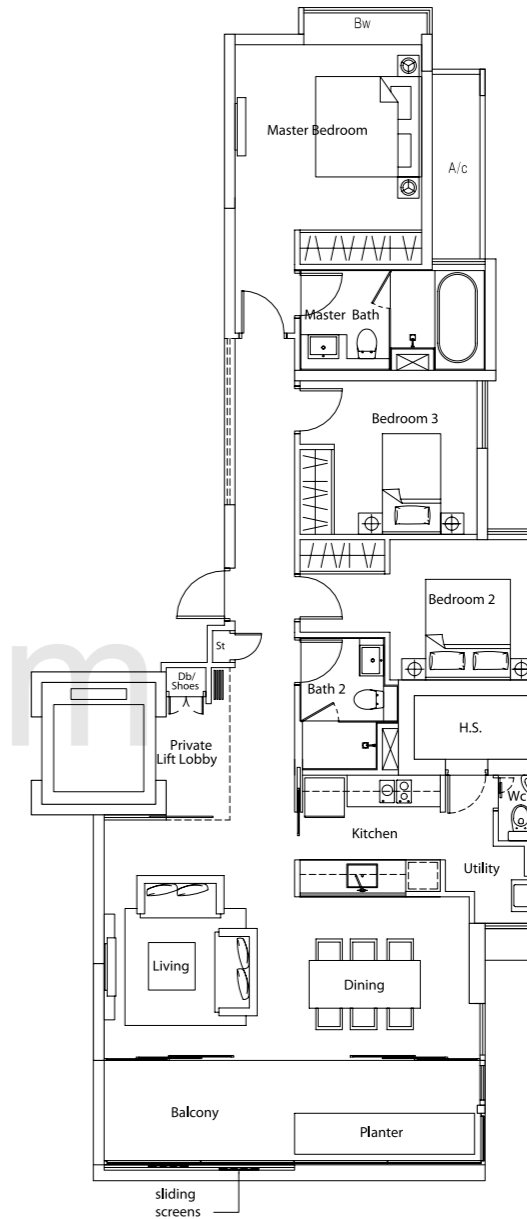 Bw
Master Bedroom
A/c
Master Bath
Bedroom 3
Bedroom 2
St
m
Db/
Shoes
Bath 2
Private
Lift Lobby
H.S.
Wc
Kitchen
Utility
Living
Dining
Balcony
Planter
sliding
screens